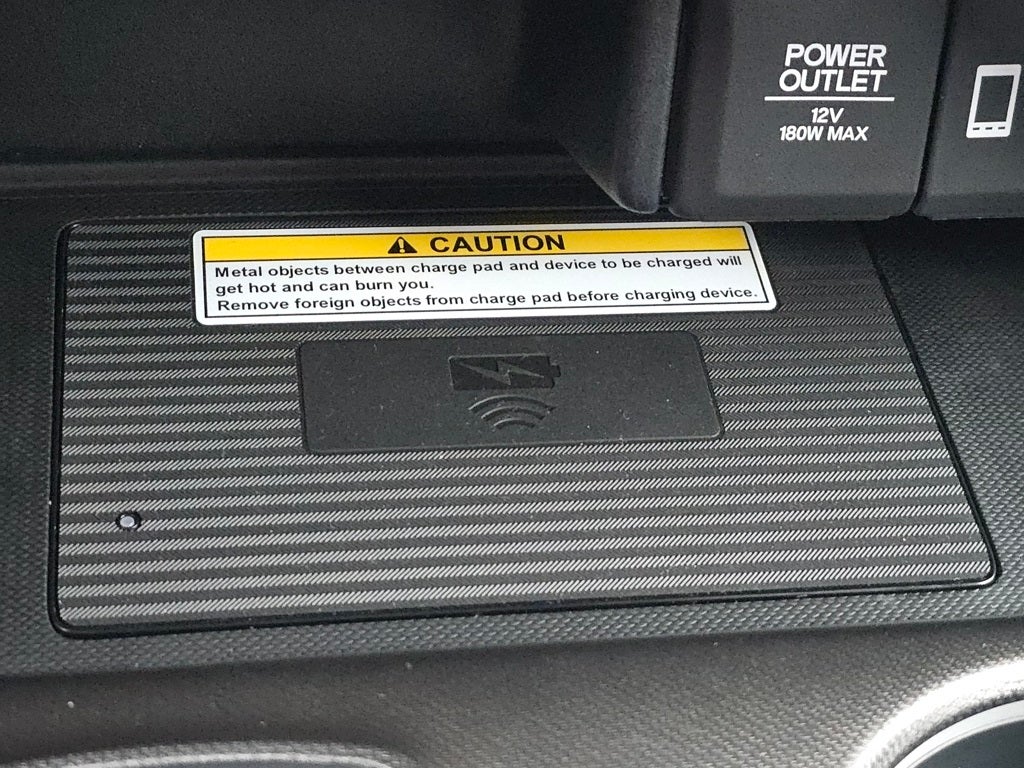 POWER
OUTLET
12V
180W MAX
CAUTION
Metal objects between charge pad and device to be charged will
get hot and can burn you.
Remove foreign objects from charge pad before charging device.